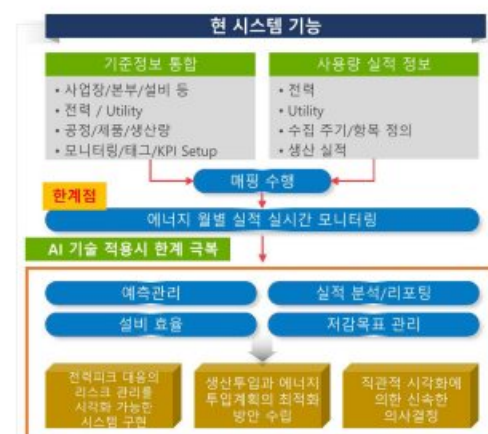 현 시스템 기능
기준정보 통합
• 사업장/본부/설비 등
• 전력 / Utility
• 공정/제품/생산량
• 모니터링/태그/KPI Setup
사용량 실적 정보
• 전력
• Utility
• 수집 주기/항목 정의
• 생산 실적
매핑 수행
한계점
에너지 월별 실적 실시간 모니터링
AI 기술 적용시 한계 극복
예측관리
실적 분석/리포팅
설비 효율
저감목표 관리
전력피크 대응의
리스크 관리를
시각화 가능한
시스템 구현
생산투입과 에너지
투입계획의 최적화
방안 수립
직관적 시각화에
의한 신속한
의사결정